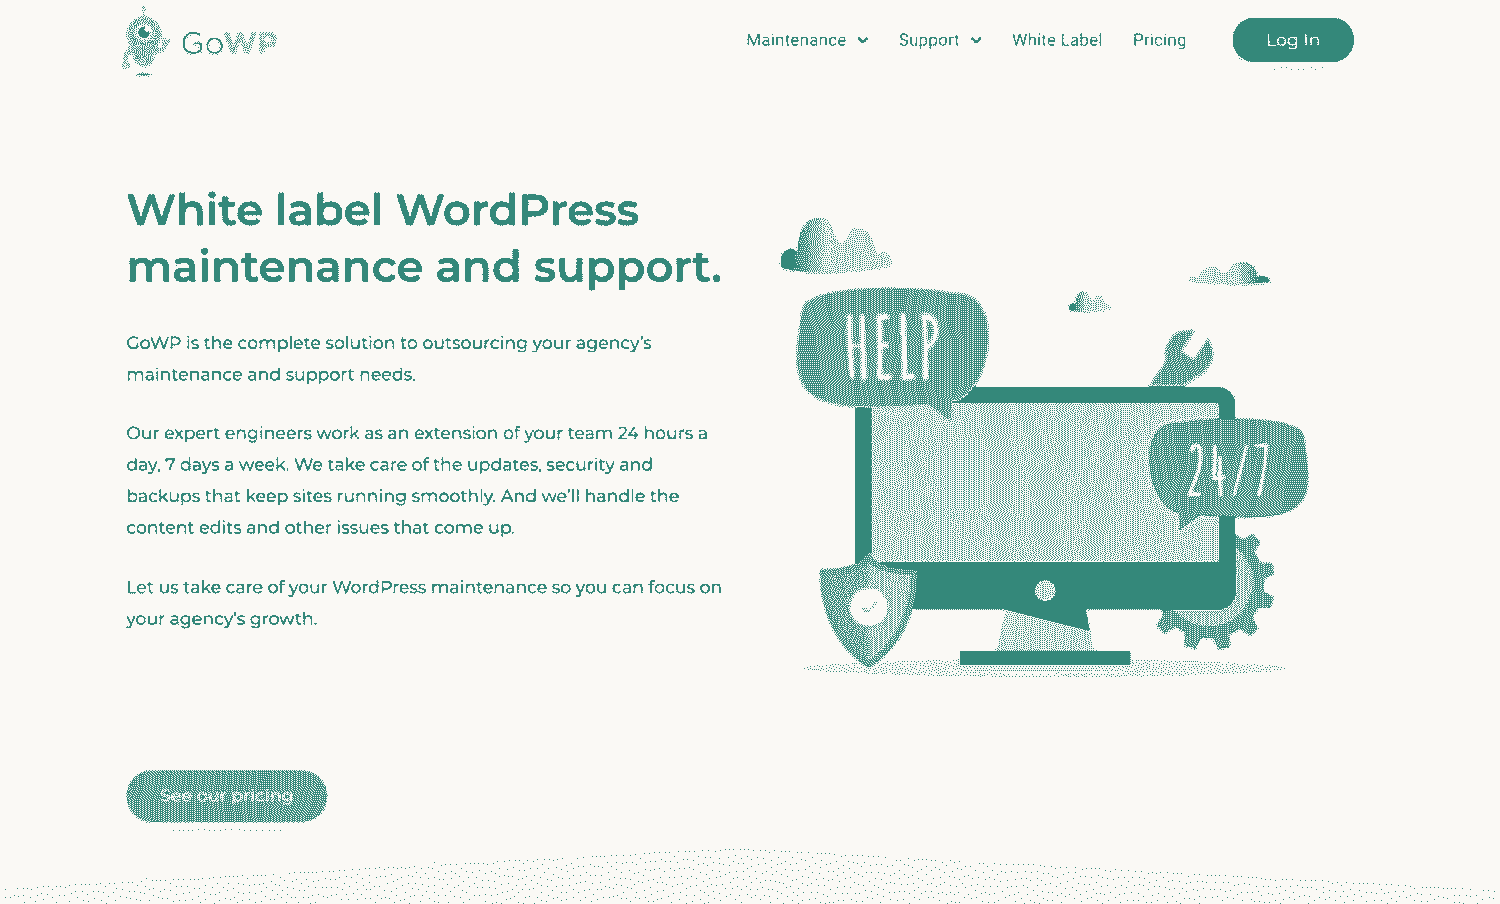 GoWP
Maintenance
Support
White Label
Pricing
Log In
White label WordPress
maintenance and support.
GoWP is the complete solution to outsourcing your agency's
maintenance and support needs.
Our expert engineers work as an extension of your team 24 hours a
day, 7 days a week. We take care of the updates, security and
backups that keep sites running smoothly. And we'll handle the
content edits and other issues that come up.
Let us take care of your WordPress maintenance so you can focus on
your agency's growth.
HELP
24/7
See our pricing